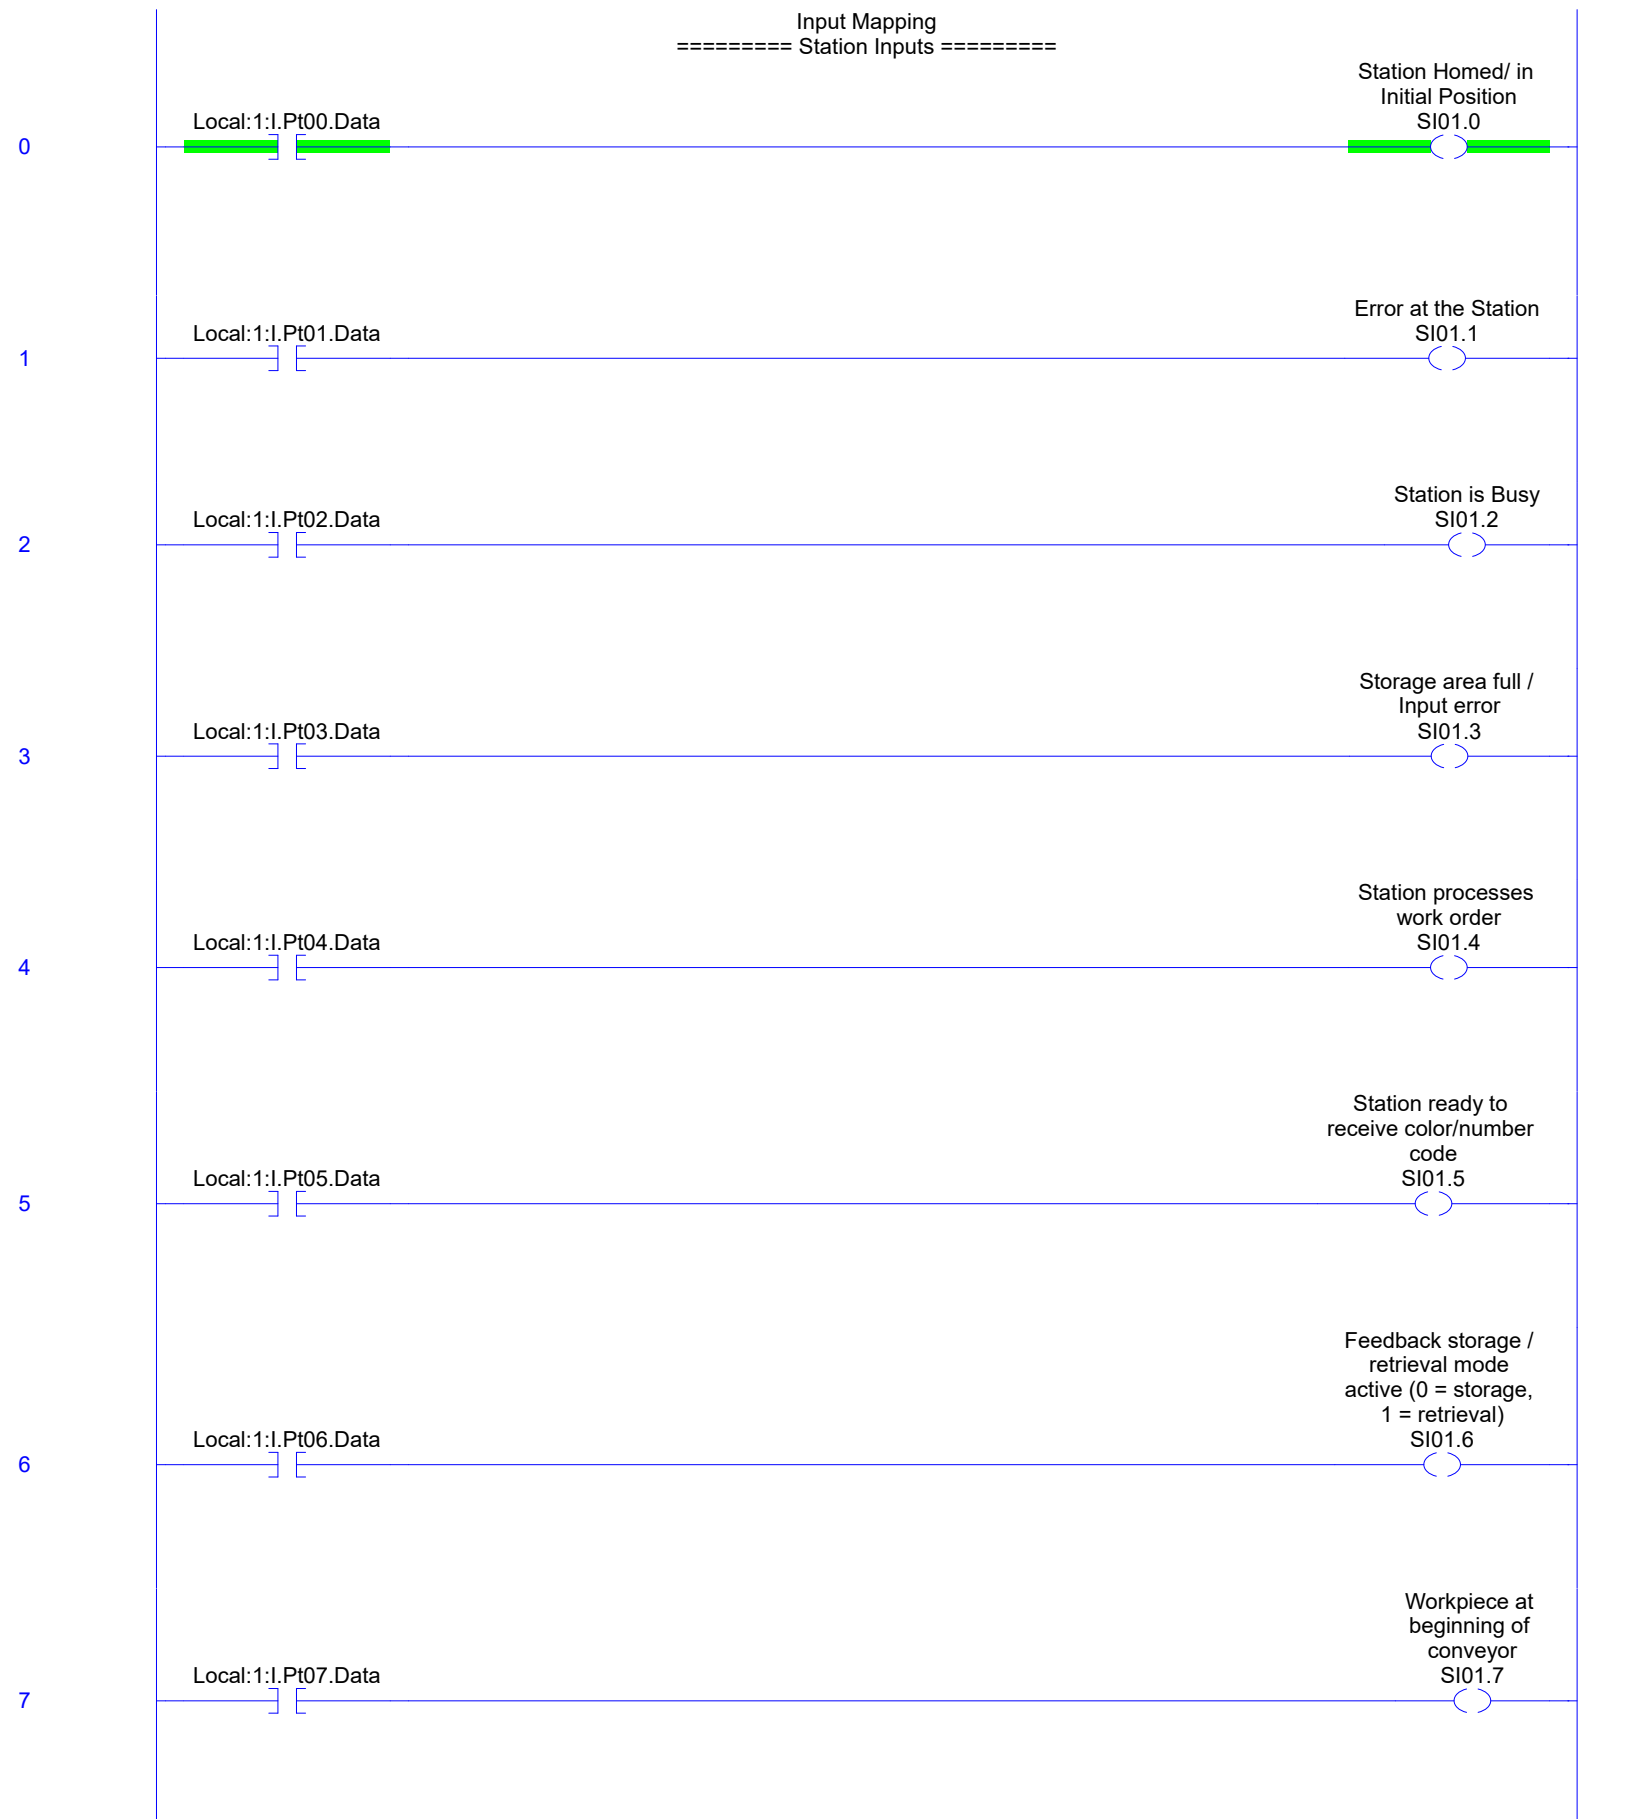 Input Mapping
========= Station Inputs =========
Station Homed/ in
Initial Position
Local:1:I.Pt00.Data SI01.0
0
Error at the Station
Local:1:I.Pt01.Data SI01.1
1
Station is Busy
Local:1:I.Pt02.Data SI01.2
2
Storage area full /
Input error
Local:1:I.Pt03.Data SI01.3
3
Station processes
work order
Local:1:I.Pt04.Data SI01.4
4
Station ready to
receive color/number
code
Local:1:I.Pt05.Data SI01.5
5
Feedback storage /
retrieval mode
active (0 = storage,
1 = retrieval)
Local:1:I.Pt06.Data SI01.6
6
Workpiece at
beginning of
conveyor
Local:1:I.Pt07.Data SI01.7
7